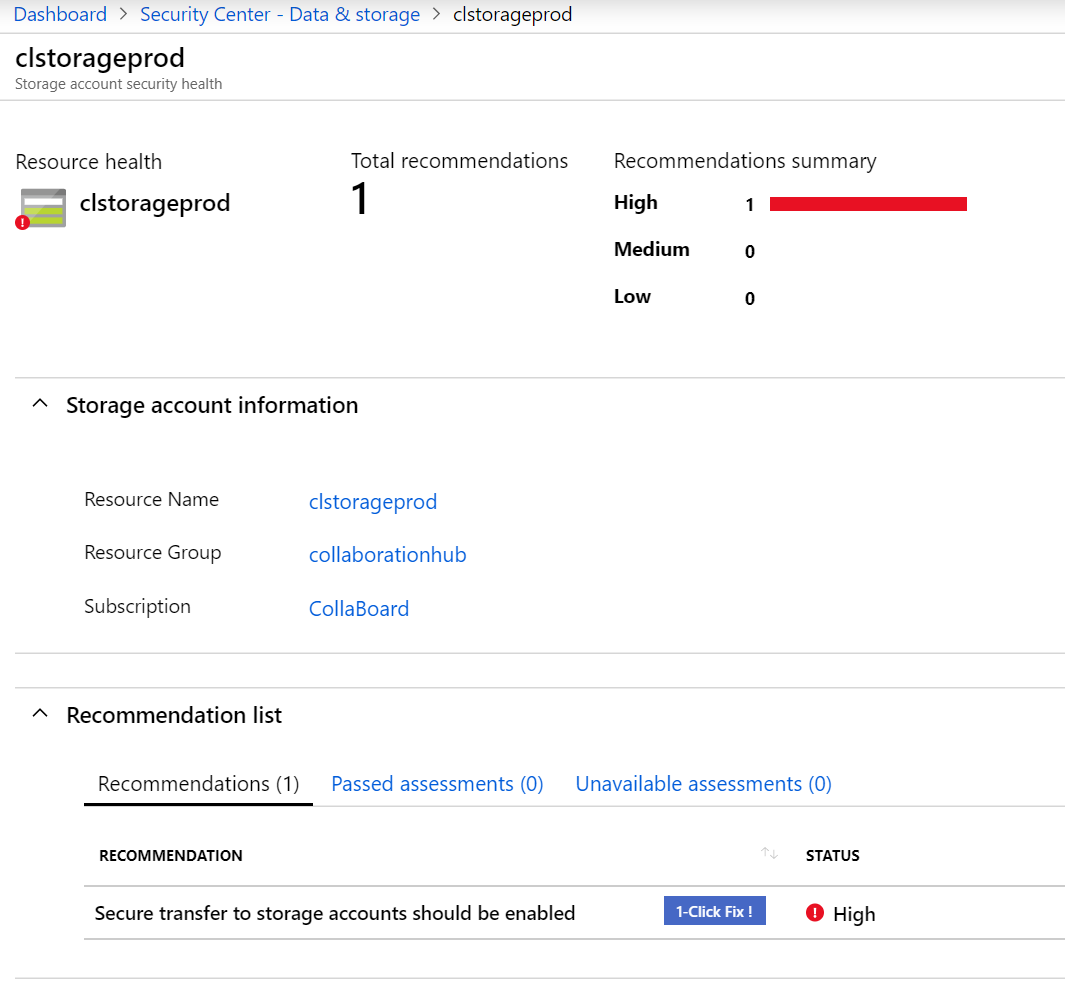 Dashboard > Security Center - Data & storage > clstorageprod
clstorageprod
Storage account security health
Resource health
clstorageprod
Total recommendations
1
Recommendations summary
High 1
Medium 0
Low 0
Storage account information
Resource Name clstorageprod
Resource Group collaborationhub
Subscription CollaBoard
Recommendation list
Recommendations (1) Passed assessments (0) Unavailable assessments (0)
RECOMMENDATION ↑↓ STATUS
Secure transfer to storage accounts should be enabled 1-Click Fix ! High